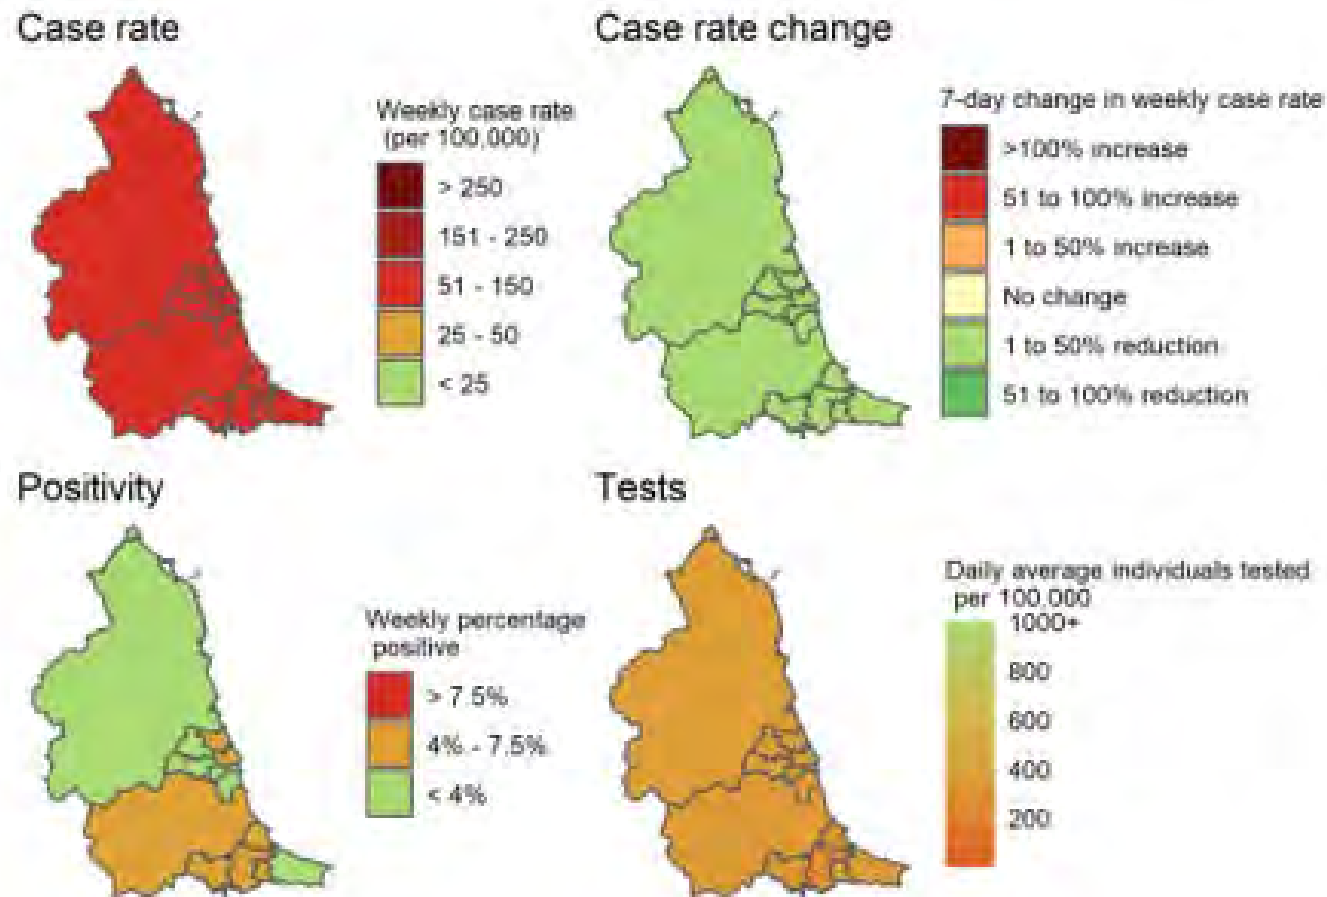 Case rate
Weekly case rate
(per 100,000)
> 250
151 - 250
51 - 150
25 - 50
< 25
Case rate change
7-day change in weekly case rate
>100% increase
51 to 100% increase
1 to 50% increase
No change
1 to 50% reduction
51 to 100% reduction
Positivity
Weekly percentage
positive
> 7.5%
4% - 7.5%
< 4%
Tests
Daily average individuals tested
per 100,000
1000+
800
600
400
200